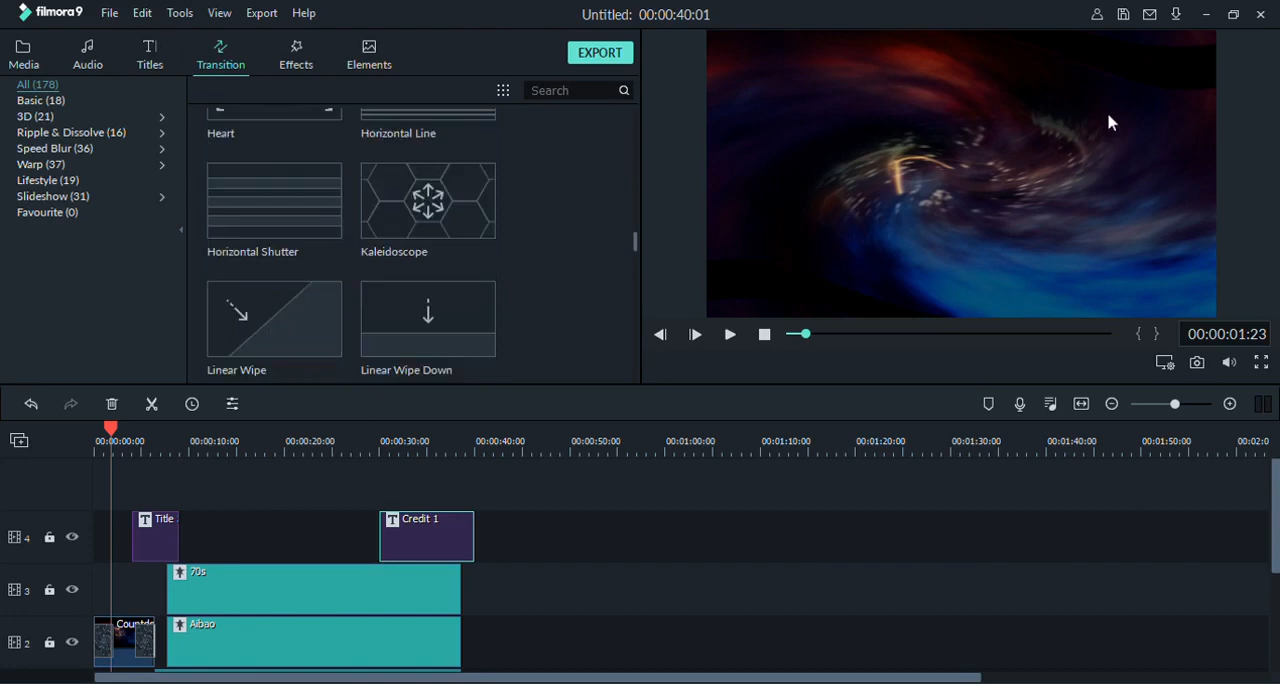 filmora9 File Edit Tools View Export Help Untitled: 00:00:40:01
Media Audio Titles Transition Effects Elements EXPORT
All (178)
Basic (18)
3D (21)
Ripple & Dissolve (16)
Speed Blur (36)
Warp (37)
Lifestyle (19)
Slideshow (31)
Favourite (0)
Search
Heart Horizontal Line
Horizontal Shutter Kaleidoscope
Linear Wipe Linear Wipe Down
00:00:01:23
00:00:00:00 00:00:10:00 00:00:20:00 00:00:30:00 00:00:40:00 00:00:50:00 00:01:00:00 00:01:10:00 00:01:20:00 00:01:30:00 00:01:40:00 00:01:50:00 00:02:0
4 T Title T Credit 1
3 70s
2 Countdo Aibao